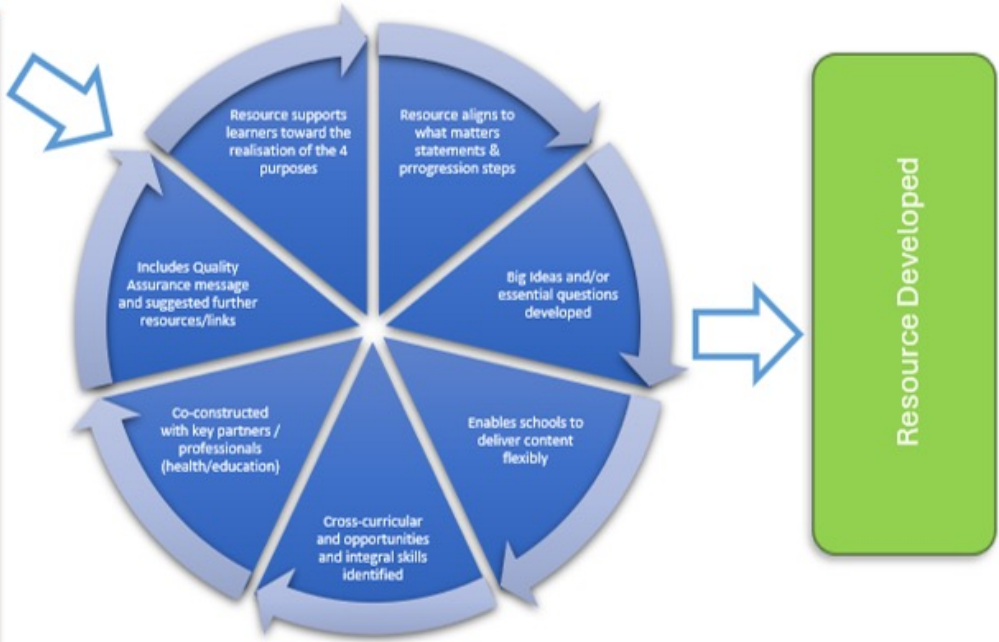 Resource supports
learners toward the
realisation of the 4
purposes
Resource aligns to
what matters
statements &
prrogression steps
Big Ideas and/or
essential questions
developed
Enables schools to
deliver content
flexibly
Cross-curricular
and opportunities
and integral skills
identified
Co-constructed
with key partners /
professionals
(health/education)
Includes Quality
Assurance message
and suggested further
resources/links
Resource Developed